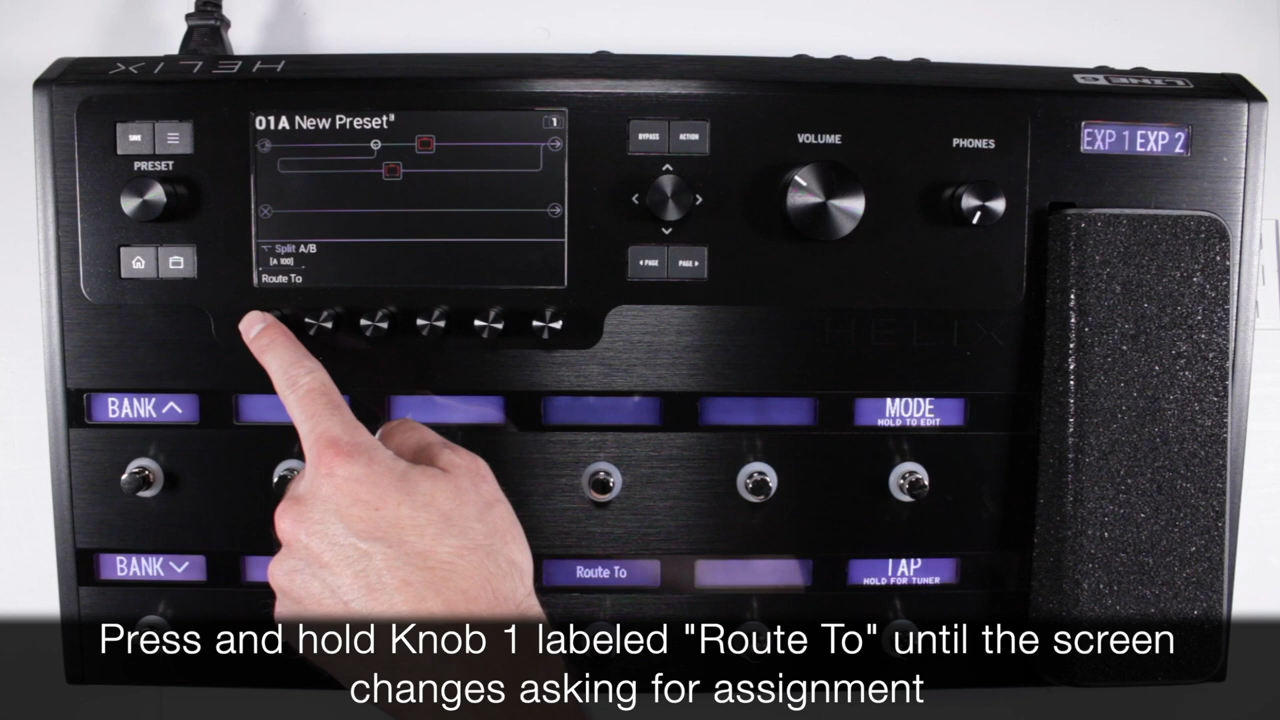 HELIX
LINE 6
01A New Preset
1
SAVE
BYPASS
ACTION
VOLUME
PHONES
EXP 1 EXP 2
PRESET
Split A/B
[A 100]
Route To
PAGE
PAGE
HELIX
BANK
MODE
HOLD TO EDIT
BANK
Route To
TAP
HOLD FOR TUNER
Press and hold Knob 1 labeled "Route To" until the screen
changes asking for assignment